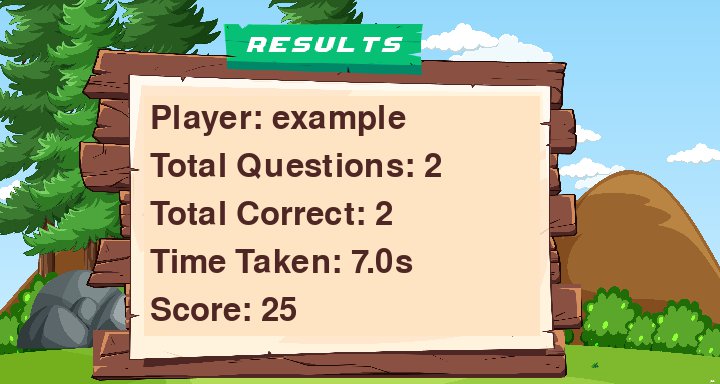 RESULTS
Player: example
Total Questions: 2
Total Correct: 2
Time Taken: 7.0s
Score: 25